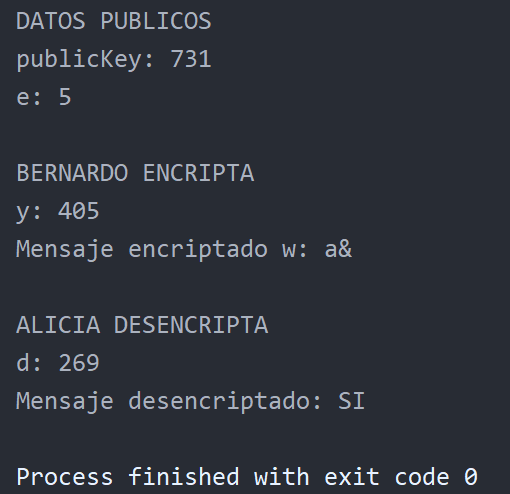 DATOS PUBLICOS
publicKey: 731
e: 5
BERNARDO ENCRIPTA
y: 405
Mensaje encriptado w: a&
ALICIA DESENCRIPTA
d: 269
Mensaje desencriptado: SI
Process finished with exit code 0